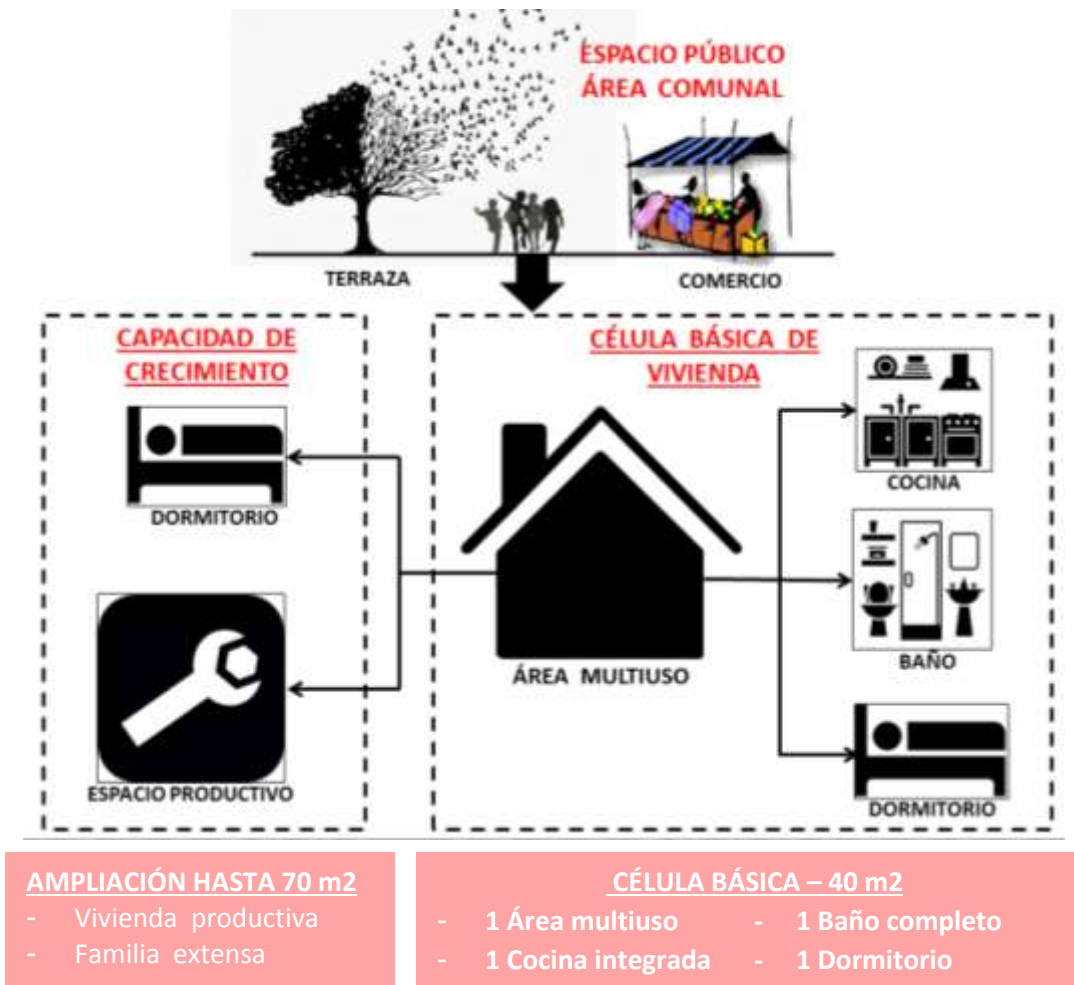 ESPACIO PÚBLICO
ÁREA COMUNAL
TERRAZA
COMERCIO
CAPACIDAD DE
CRECIMIENTO
DORMITORIO
ESPACIO PRODUCTIVO
CÉLULA BÁSICA DE
VIVIENDA
ÁREA MULTIUSO
COCINA
BAÑO
DORMITORIO
AMPLIACIÓN HASTA 70 m2
- Vivienda productiva
- Familia extensa
CÉLULA BÁSICA – 40 m2
- 1 Área multiuso - 1 Baño completo
- 1 Cocina integrada - 1 Dormitorio